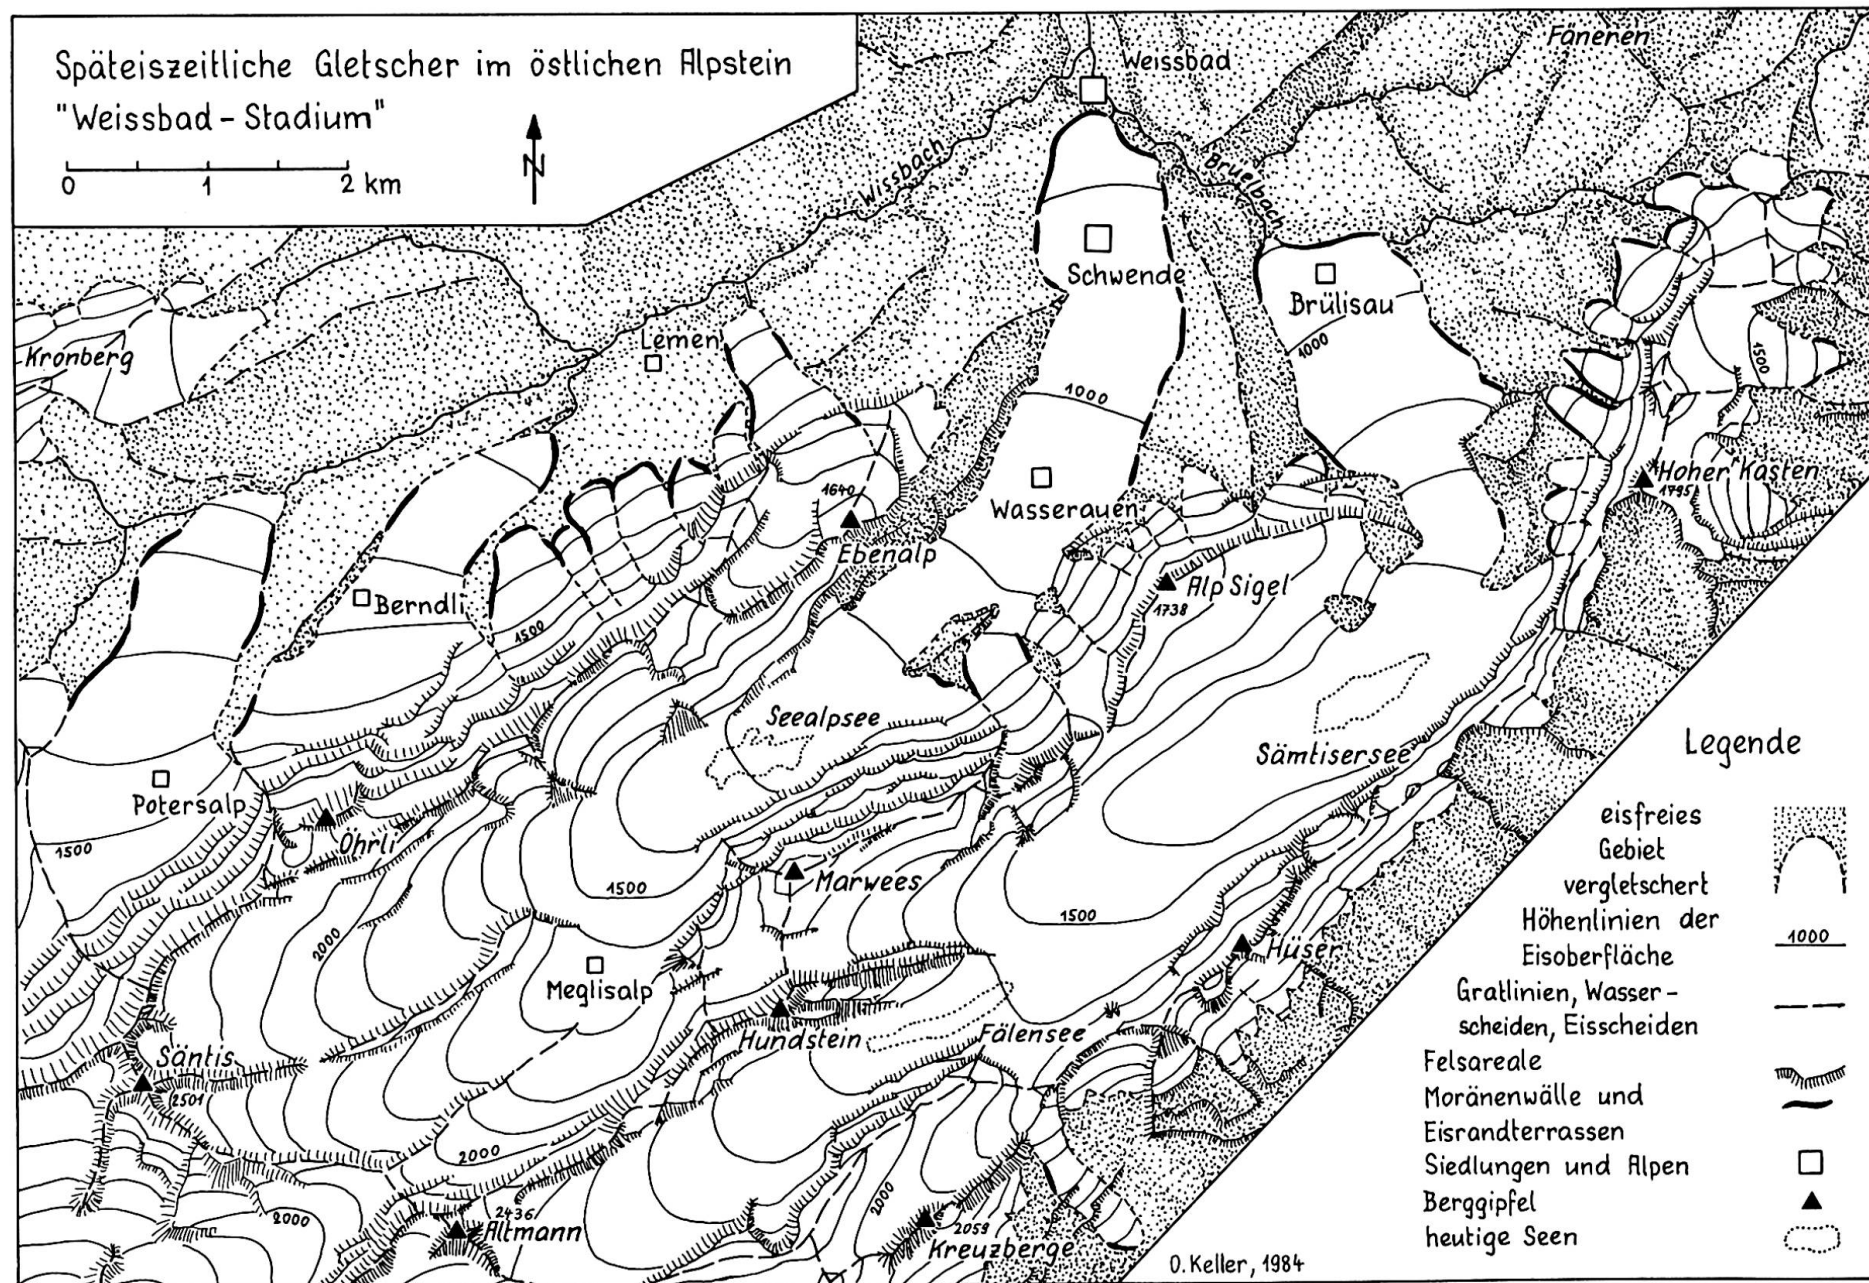 Späteiszeitliche Gletscher im östlichen Alpstein
"Weissbad-Stadium"
0 1 2 km
N
Weissbad
Fäneren
Wissbach
Brüelbach
Schwende
Brülisau
1000
Kronberg
Lemen
1500
1000
Hoher Kasten
1795
1640
Wasserauen
Ebenalp
Alp Sigel
1738
Berndli
1500
Seealpsee
Sämtisersee
Potersalp
Öhrli
1500
1500
Marwees
1500
2000
Hüser
Meglisalp
Hundstein
Fälensee
Säntis
2501
2000
2000
2436
Altmann
2000
2059
Kreuzberge
O. Keller, 1984
Legende
eisfreies
Gebiet
vergletschert
Höhenlinien der
Eisoberfläche
1000
Gratlinien, Wasser-
scheiden, Eisscheiden
Felsareale
Moränenwälle und
Eisrandterrassen
Siedlungen und Alpen
Berggipfel
heutige Seen